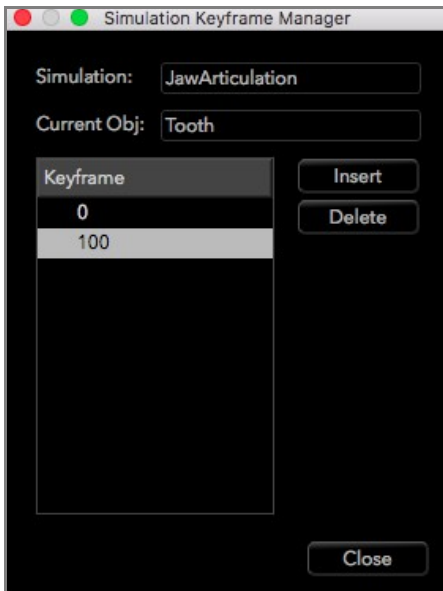 Simulation Keyframe Manager
Simulation: JawArticulation
Current Obj: Tooth
Keyframe
0
100
Insert
Delete
Close